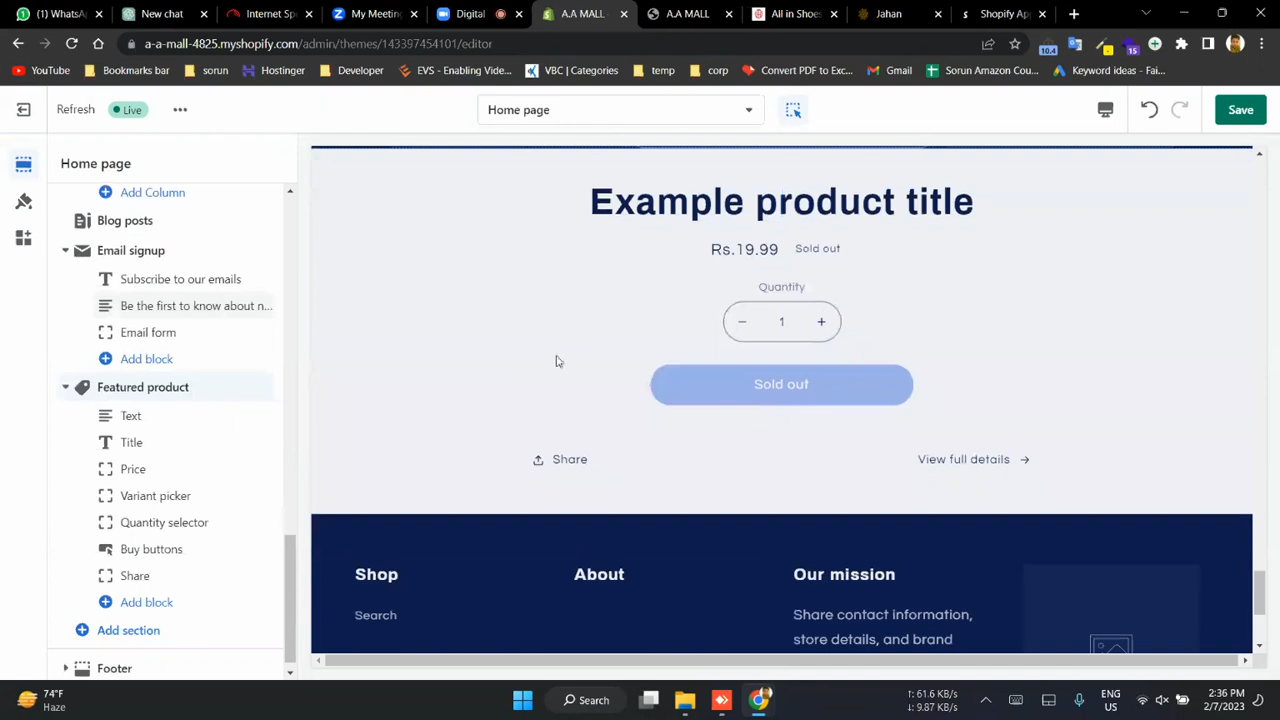 WhatsA
New chat
Internet Sp
My Meeting
Digital
A.A MALL
A.A MALL
All in Shoes
Jahan
Shopify Ap
a-a-mall-4825.myshopify.com/admin/themes/143397454101/editor
10.4
15
YouTube
Bookmarks bar
sorun
Hostinger
Developer
EVS - Enabling Vide...
VBC | Categories
temp
corp
Convert PDF to Exc...
Gmail
Sorun Amazon Cou...
Keyword ideas - Fai...
Refresh
Live
Home page
Save
Home page
Add Column
Blog posts
Email signup
Subscribe to our emails
Be the first to know about n...
Email form
Add block
Featured product
Text
Title
Price
Variant picker
Quantity selector
Buy buttons
Share
Add block
Add section
Footer
Example product title
Rs.19.99 Sold out
Quantity
− 1 +
Sold out
Share
View full details →
Shop
Search
About
Our mission
Share contact information,
store details, and brand
74°F
Haze
Search
↑: 61.6 KB/s
↓: 9.87 KB/s
ENG
US
2:36 PM
2/7/2023